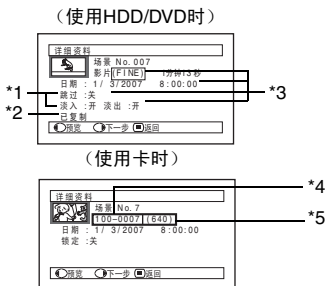 （使用HDD/DVD时）
详细资料
场景 No.007
影片(FINE) 1分钟13秒
日期 : 1/ 3/2007 8:00:00
跳过 :关
淡入 :开 淡出 :开
已复制
预览 下一步 返回
*1
*2
*3
（使用卡时）
详细资料
场景 No.7
100-0007 (640)
日期 : 1/ 3/2007 8:00:00
锁定 :关
预览 下一步 返回
*4
*5